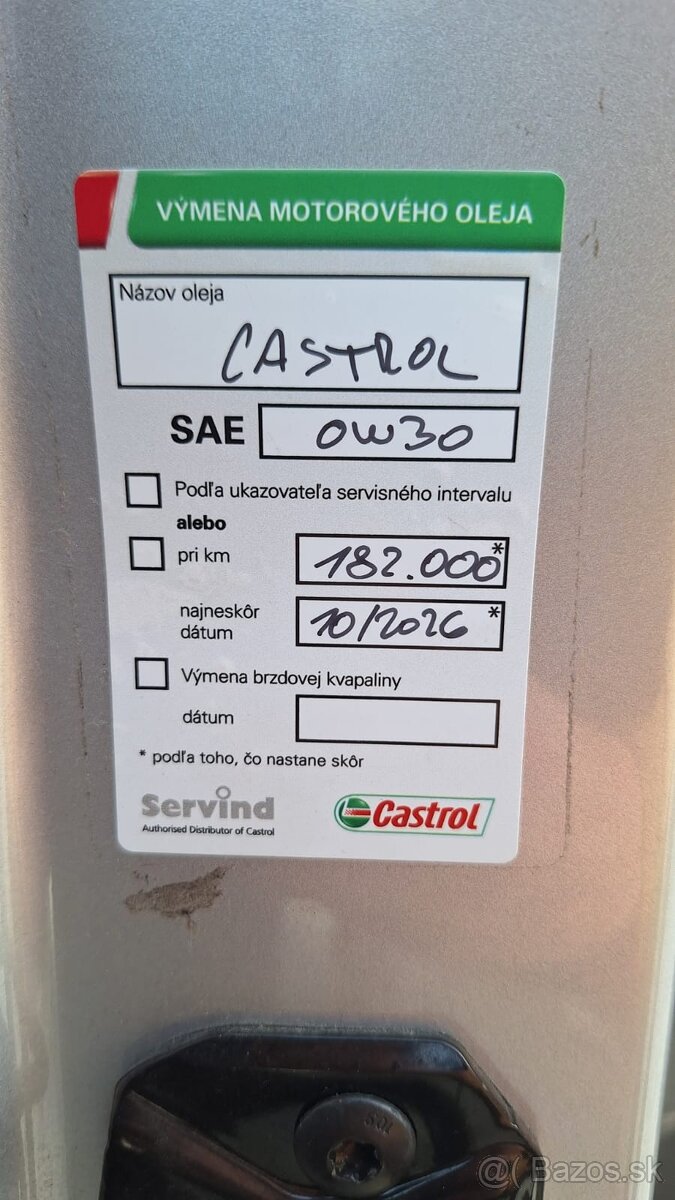 VÝMENA MOTOROVÉHO OLEJA
Názov oleja
CASTROL
SAE 0W30
Podľa ukazovateľa servisného intervalu
alebo
pri km 182.000*
najneskôr
dátum 10/2026*
Výmena brzdovej kvapaliny
dátum
* podľa toho, čo nastane skôr
Servind
Authorised Distributor of Castrol
Castrol
10.9
@( Bazos.sk